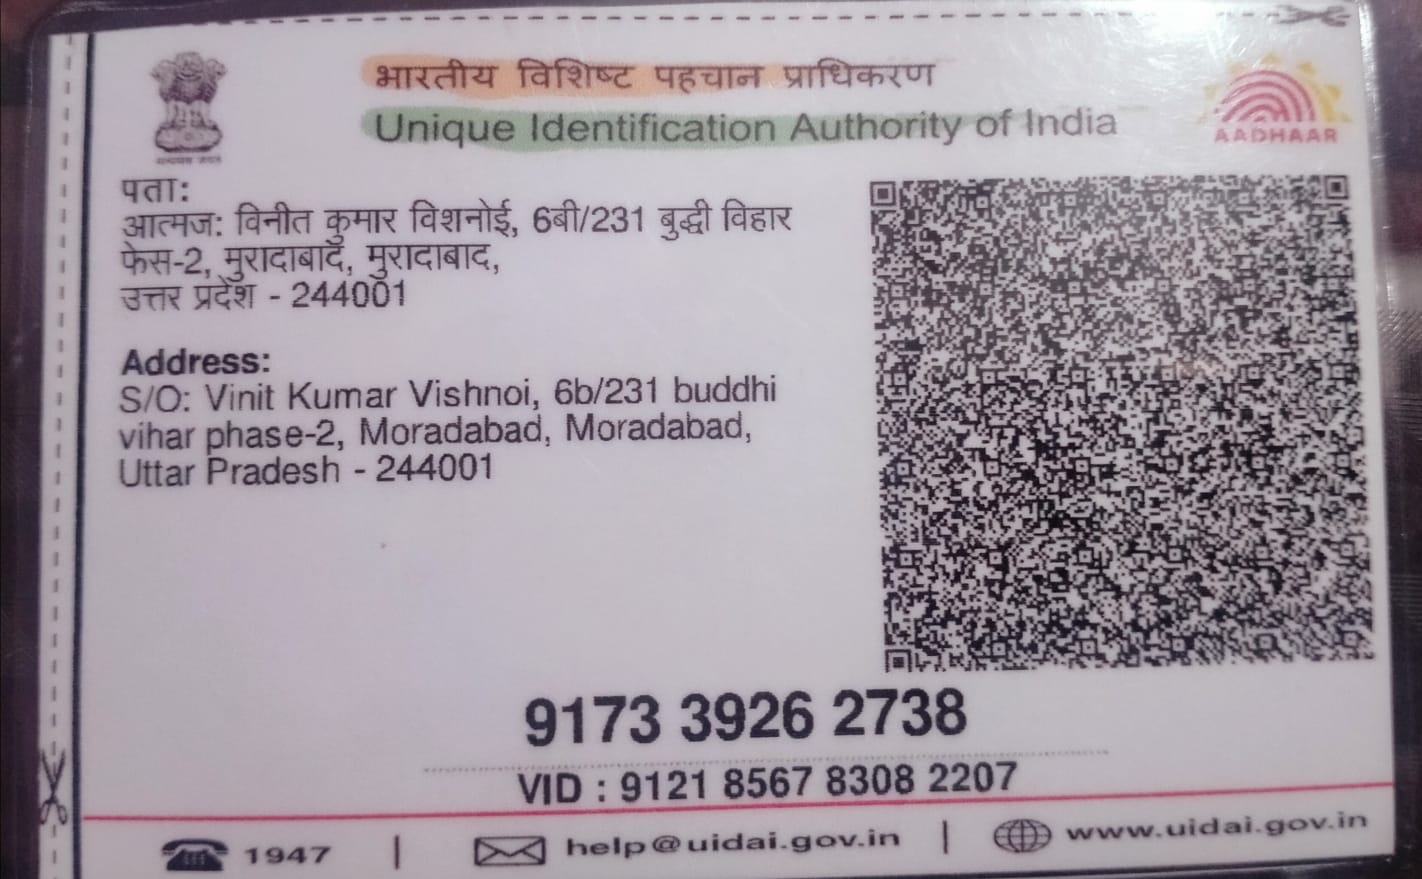 भारतीय विशिष्ट पहचान प्राधिकरण
Unique Identification Authority of India
AADHAAR
पता:
आत्मज: विनीत कुमार विशनोई, 6बी/231 बुद्धी विहार
फेस-2, मुरादाबाद, मुरादाबाद,
उत्तर प्रदेश - 244001
Address:
S/O: Vinit Kumar Vishnoi, 6b/231 buddhi
vihar phase-2, Moradabad, Moradabad,
Uttar Pradesh - 244001
9173 3926 2738
VID : 9121 8567 8308 2207
1947 | help@uidai.gov.in | www.uidai.gov.in